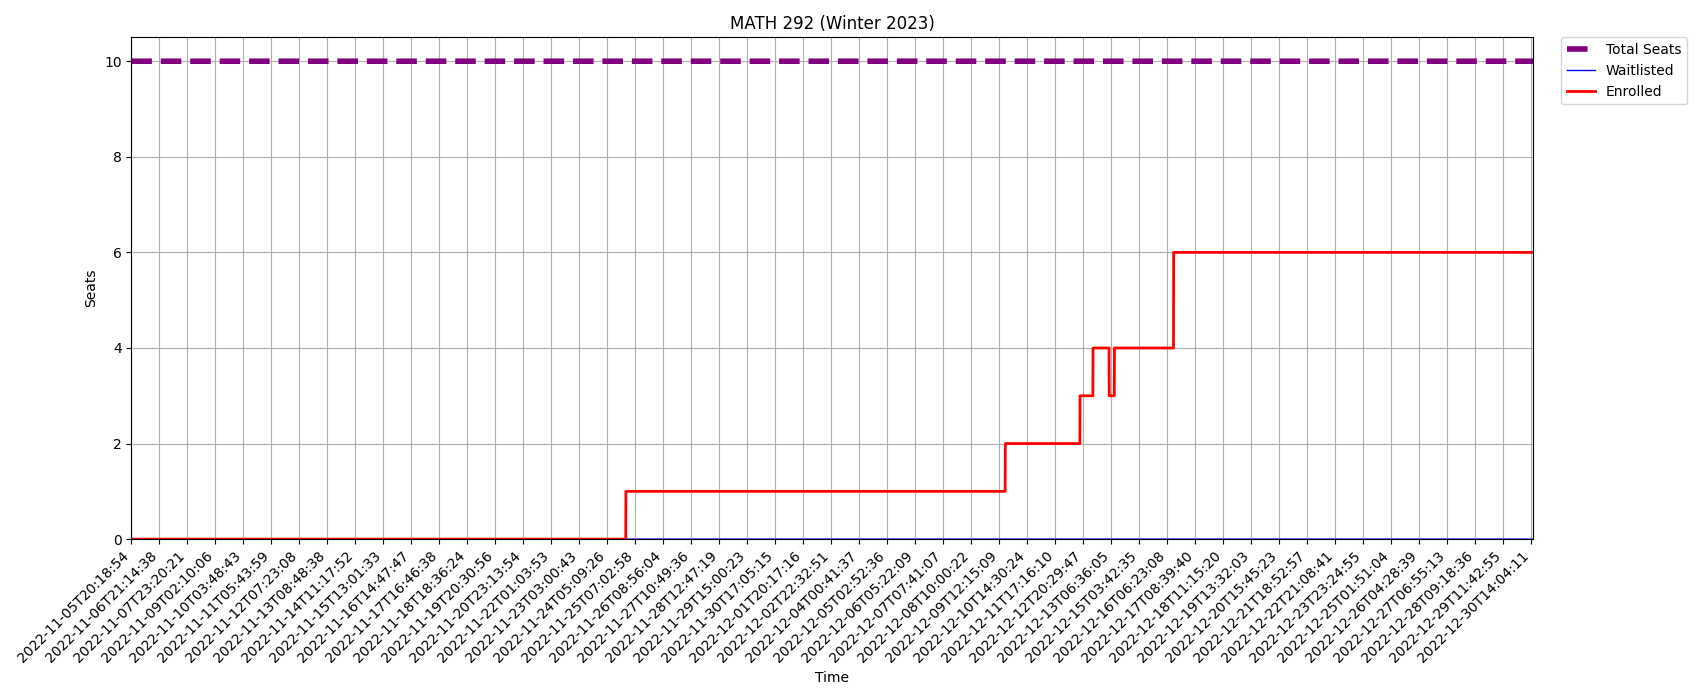 MATH 292 (Winter 2023)
Total Seats
Waitlisted
Enrolled
Seats
10
8
6
4
2
0
2022-11-05T20:18:54
2022-11-06T21:14:38
2022-11-07T23:20:21
2022-11-09T02:10:06
2022-11-10T03:48:43
2022-11-11T05:43:59
2022-11-12T07:23:08
2022-11-13T08:48:38
2022-11-14T11:17:52
2022-11-15T13:01:33
2022-11-16T14:47:47
2022-11-17T16:46:38
2022-11-18T18:36:24
2022-11-19T20:30:56
2022-11-20T23:13:54
2022-11-22T01:03:53
2022-11-23T03:00:43
2022-11-24T05:09:26
2022-11-25T07:02:58
2022-11-26T08:56:04
2022-11-27T10:49:36
2022-11-28T12:47:19
2022-11-29T15:00:23
2022-11-30T17:05:15
2022-12-01T20:17:16
2022-12-02T22:32:51
2022-12-04T00:41:37
2022-12-05T02:52:36
2022-12-06T05:22:09
2022-12-07T07:41:07
2022-12-08T10:00:22
2022-12-09T12:15:09
2022-12-10T14:30:24
2022-12-11T17:16:10
2022-12-12T20:29:47
2022-12-13T06:36:05
2022-12-15T03:42:35
2022-12-16T06:23:08
2022-12-17T08:39:40
2022-12-18T11:15:20
2022-12-19T13:32:03
2022-12-20T15:45:23
2022-12-21T18:52:57
2022-12-22T21:08:41
2022-12-23T23:24:55
2022-12-25T01:51:04
2022-12-26T04:28:39
2022-12-27T06:55:13
2022-12-28T09:18:36
2022-12-29T11:42:55
2022-12-30T14:04:11
Time